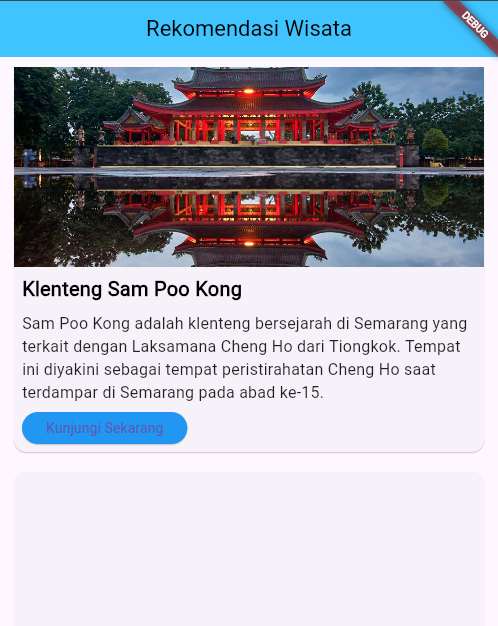 Rekomendasi Wisata
DEBUG
Klenteng Sam Poo Kong
Sam Poo Kong adalah klenteng bersejarah di Semarang yang
terkait dengan Laksamana Cheng Ho dari Tiongkok. Tempat
ini diyakini sebagai tempat peristirahatan Cheng Ho saat
terdampar di Semarang pada abad ke-15.
Kunjungi Sekarang